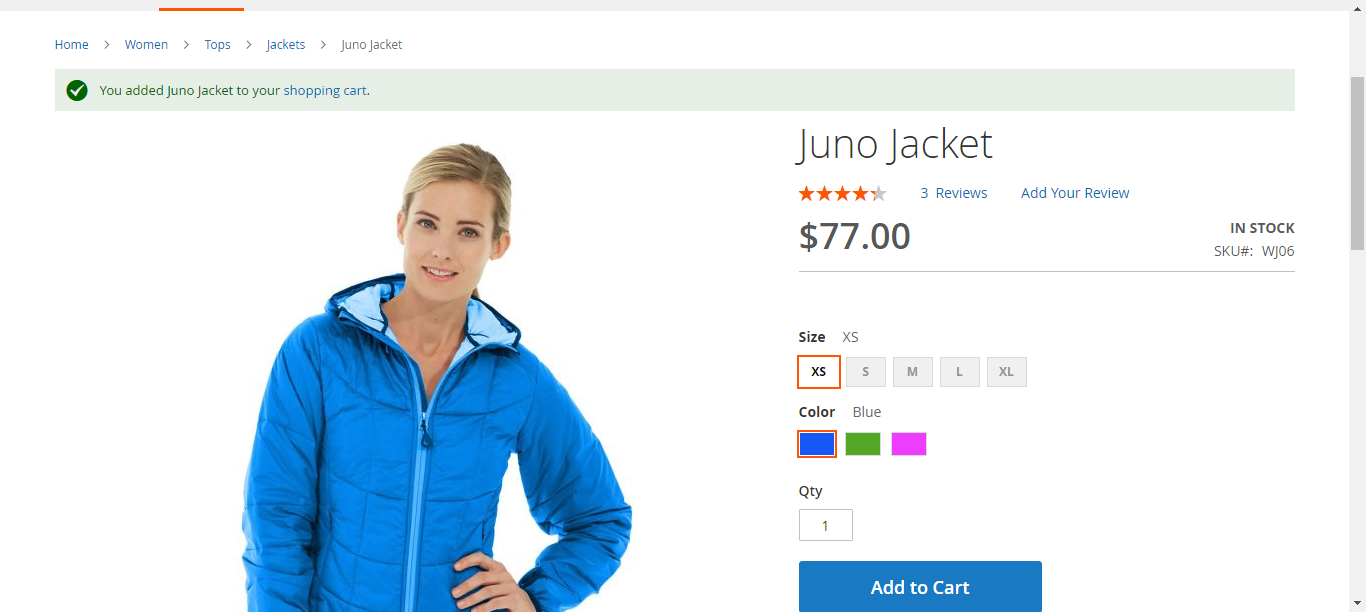 Home > Women > Tops > Jackets > Juno Jacket
You added Juno Jacket to your shopping cart.
Juno Jacket
3 Reviews Add Your Review
$77.00
IN STOCK
SKU#: WJ06
Size XS
XS S M L XL
Color Blue
Qty
1
Add to Cart